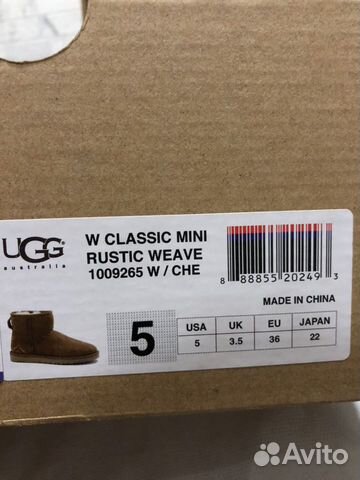 UGG
australia
W CLASSIC MINI
RUSTIC WEAVE
1009265 W / CHE
8 88855 20249 3
MADE IN CHINA
5
USA UK EU JAPAN
5 3.5 36 22
Avito